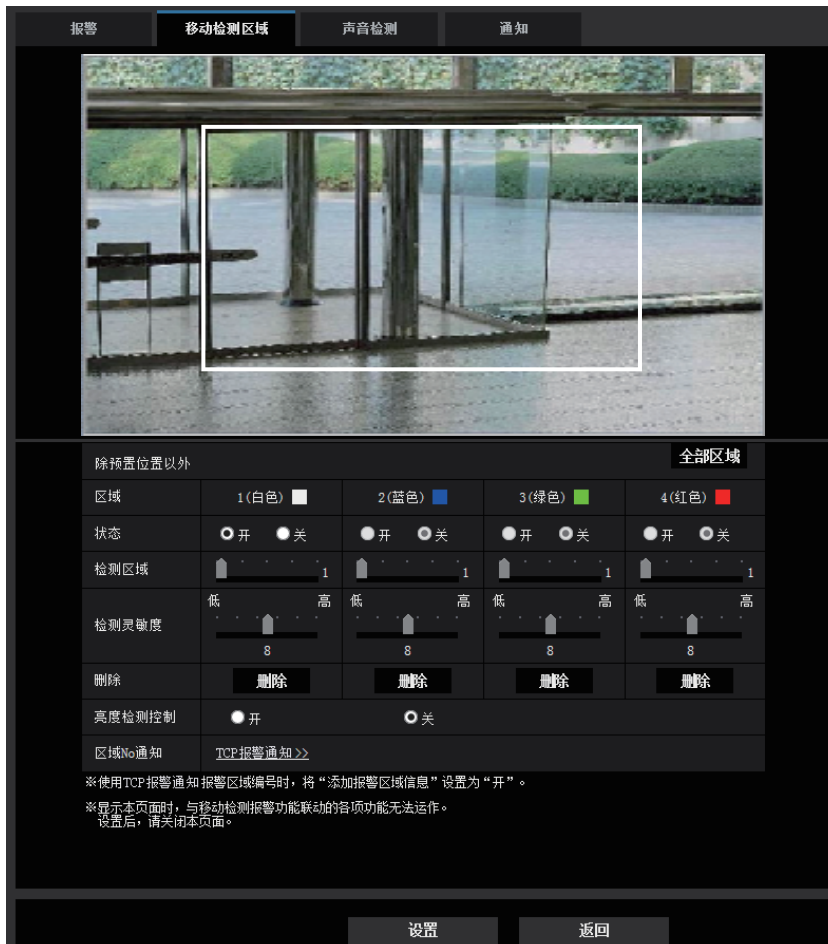 报警 移动检测区域 声音检测 通知
除预置位置以外 全部区域
区域 1(白色) 2(蓝色) 3(绿色) 4(红色)
状态 开 关 开 关 开 关 开 关
检测区域 1 1 1 1
低 高 低 高 低 高 低 高
检测灵敏度
8 8 8 8
删除 删除 删除 删除 删除
亮度检测控制 开 关
区域No通知 TCP报警通知>>
※使用TCP报警通知报警区域编号时，将“添加报警区域信息”设置为“开”。
※显示本页面时，与移动检测报警功能联动的各项功能无法运作。
设置后，请关闭本页面。
设置 返回